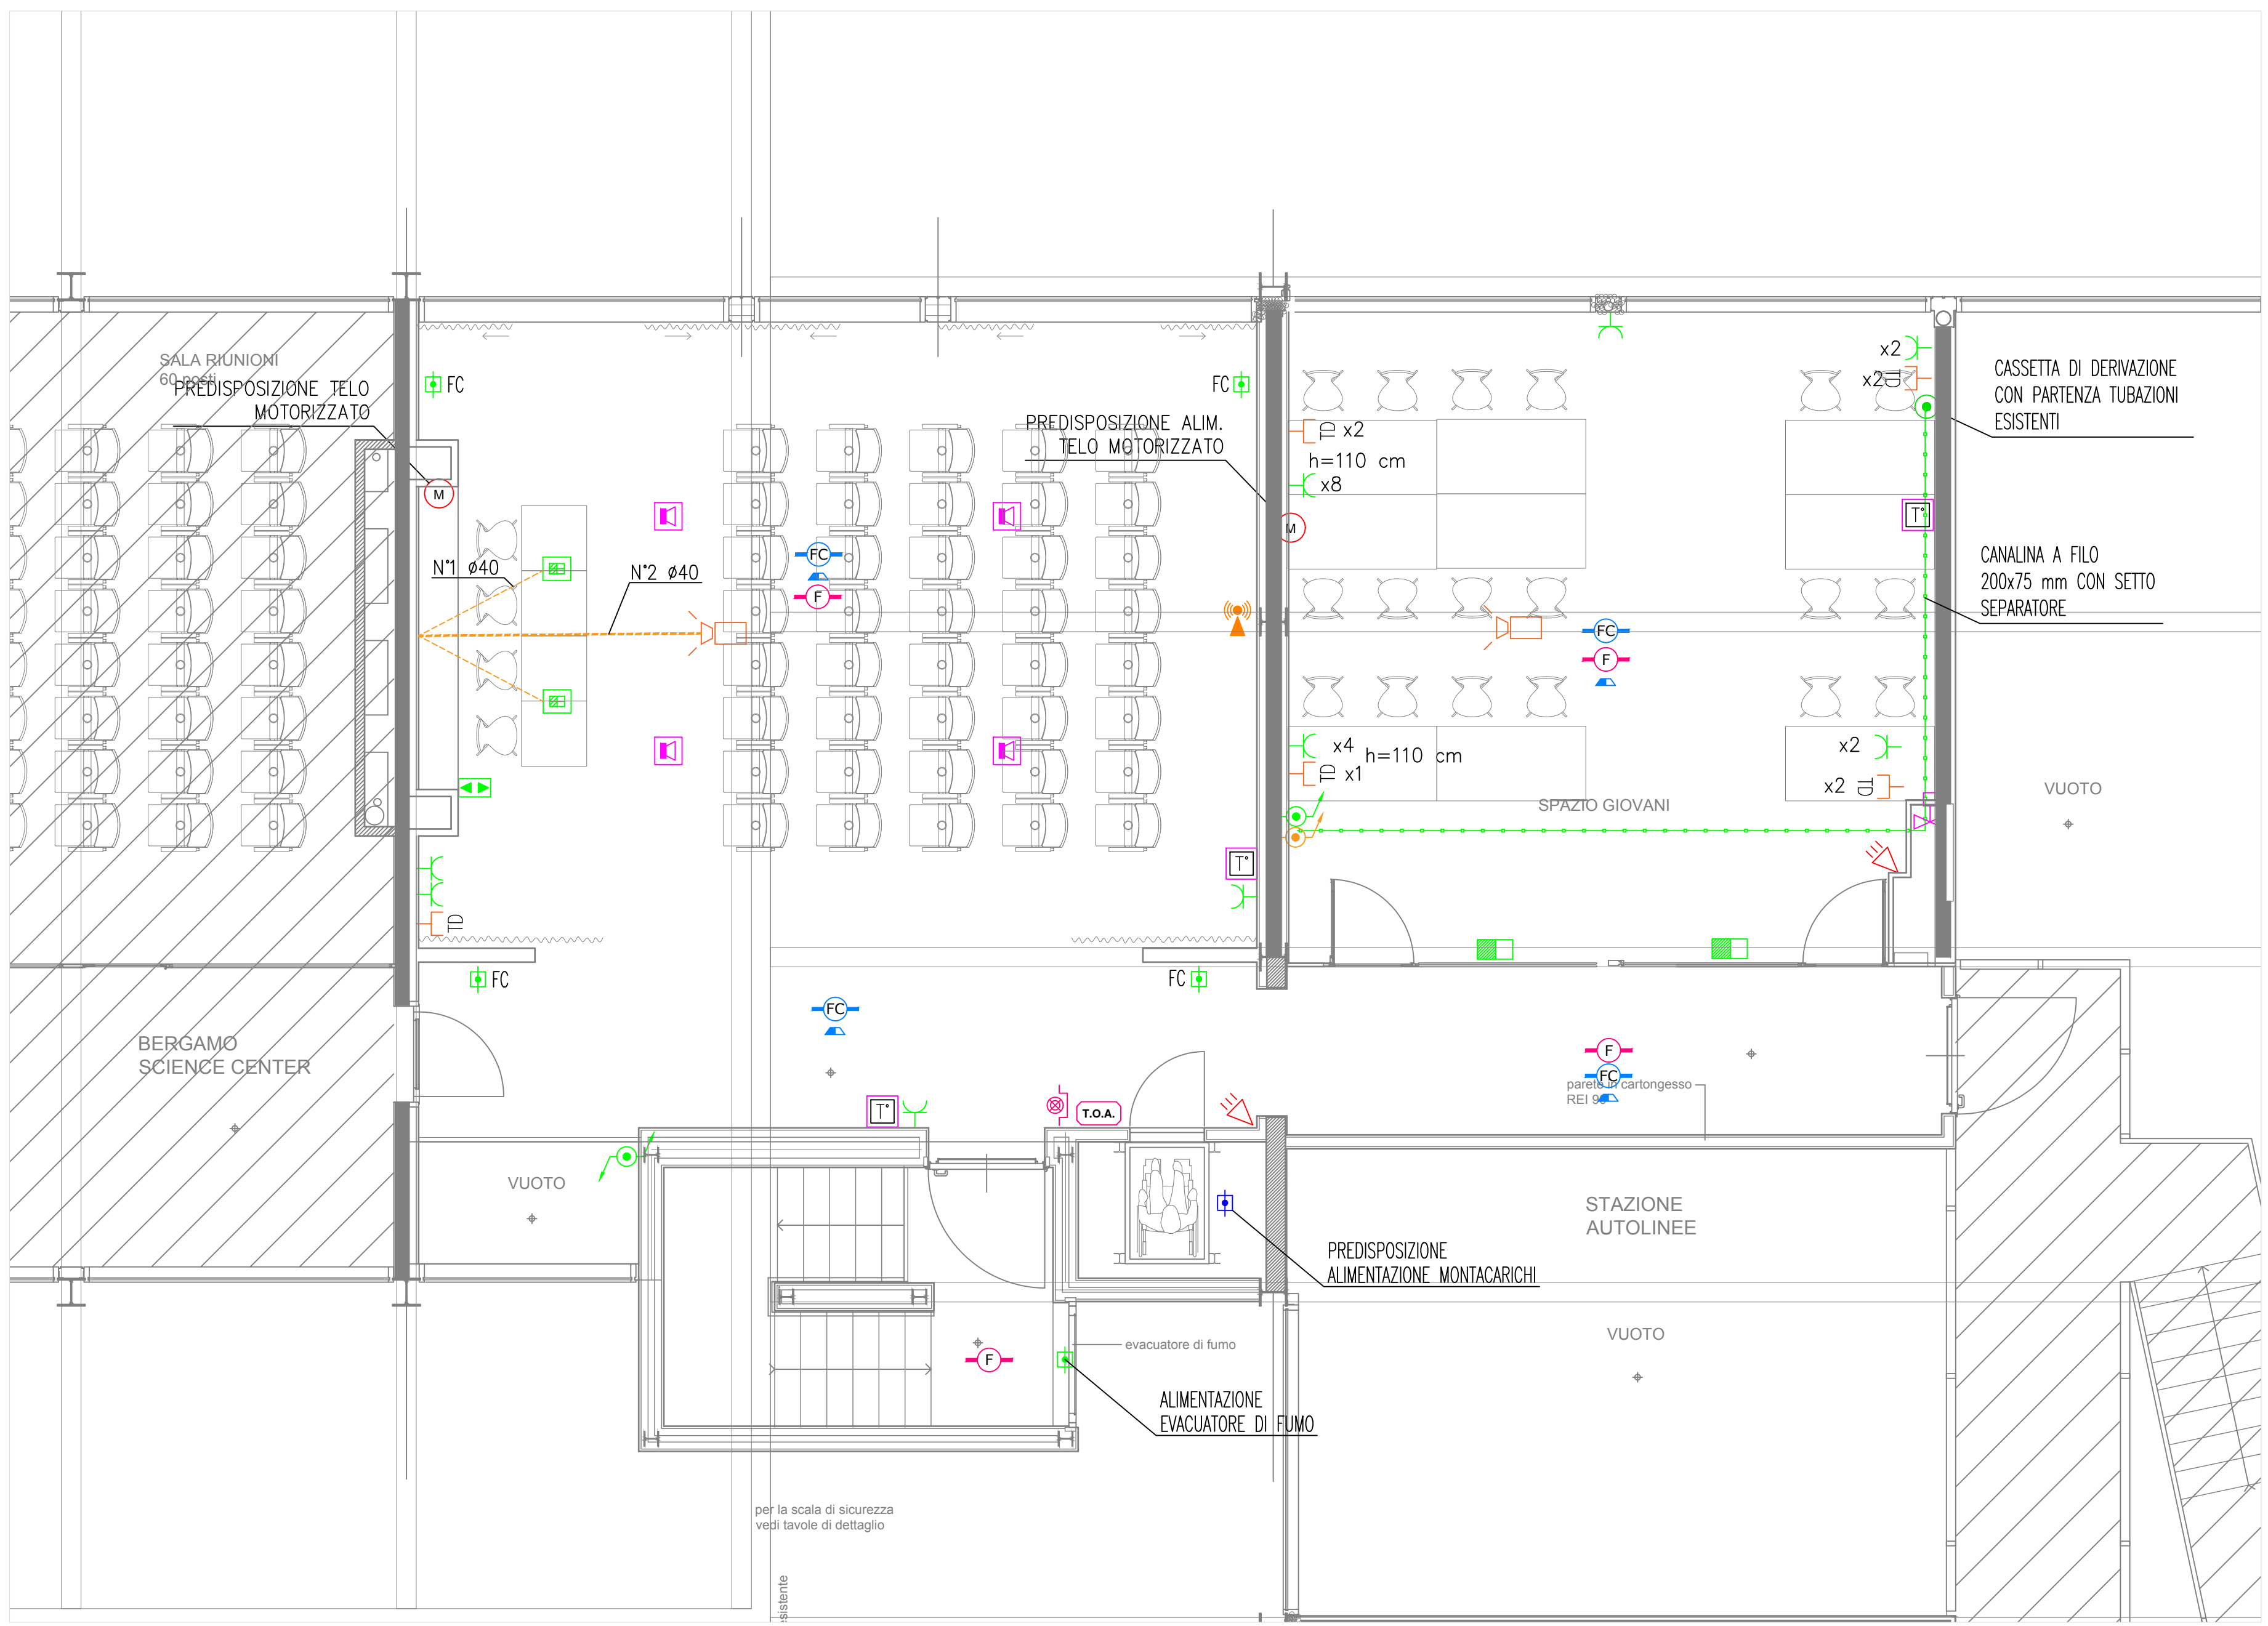 SALA RIUNIONI
60 posti
PREDISPOSIZIONE TELO
MOTORIZZATO
FC
FC
PREDISPOSIZIONE ALIM.
TELO MOTORIZZATO
x2
x2 TD
CASSETTA DI DERIVAZIONE
CON PARTENZA TUBAZIONI
ESISTENTI
TD x2
h=110 cm
x8
M
M
T°
N°1 ø40
N°2 ø40
FC
F
FC
F
CANALINA A FILO
200x75 mm CON SETTO
SEPARATORE
x4 h=110 cm
TD x1
x2
x2 TD
SPAZIO GIOVANI
VUOTO
T°
TD
FC
FC
FC
BERGAMO
SCIENCE CENTER
F
FC
parete in cartongesso
REI 90
T°
T.O.A.
VUOTO
STAZIONE
AUTOLINEE
PREDISPOSIZIONE
ALIMENTAZIONE MONTACARICHI
VUOTO
evacuatore di fumo
F
ALIMENTAZIONE
EVACUATORE DI FUMO
per la scala di sicurezza
vedi tavole di dettaglio